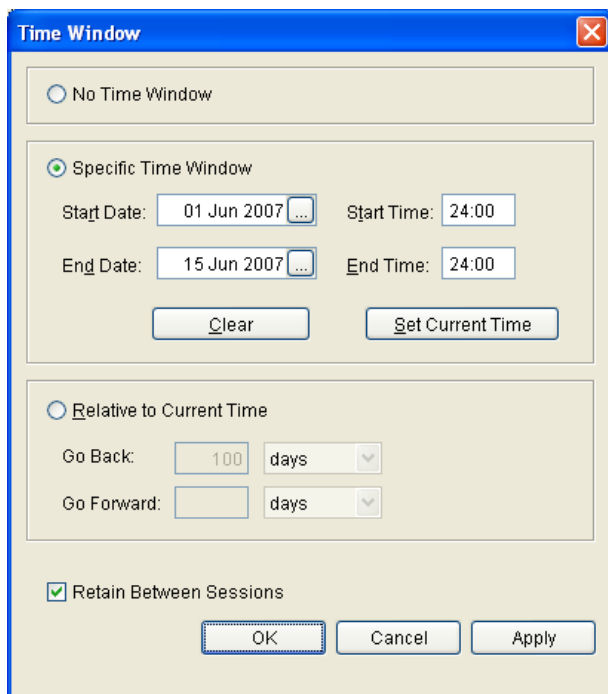 Time Window
No Time Window
Specific Time Window
Start Date: 01 Jun 2007 ... Start Time: 24:00
End Date: 15 Jun 2007 ... End Time: 24:00
Clear Set Current Time
Relative to Current Time
Go Back: 100 days
Go Forward: days
Retain Between Sessions
OK Cancel Apply